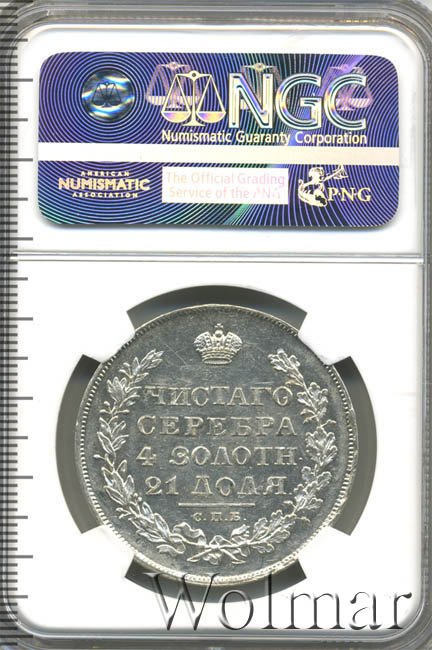 NGC
Numismatic Guaranty Corporation
AMERICAN
NUMISMATIC
ASSOCIATION
The Official Grading
Service of the ANA
PNG
ЧИСТАГО
СЕРЕБРА
4 ЗОЛОТН
21 ДОЛЯ
С.П.Б
Wolmar